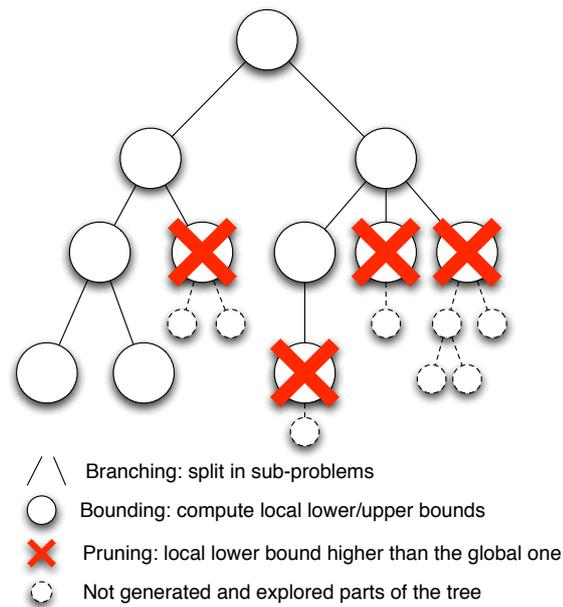 Branching: split in sub-problems
Bounding: compute local lower/upper bounds
Pruning: local lower bound higher than the global one
Not generated and explored parts of the tree